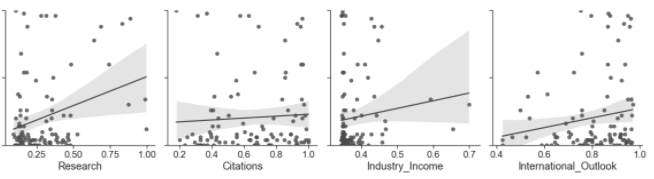 0.25 0.50 0.75 1.00
Research
0.2 0.4 0.6 0.8 1.0
Citations
0.4 0.5 0.6 0.7
Industry_Income
0.4 0.6 0.8 1.0
International_Outlook